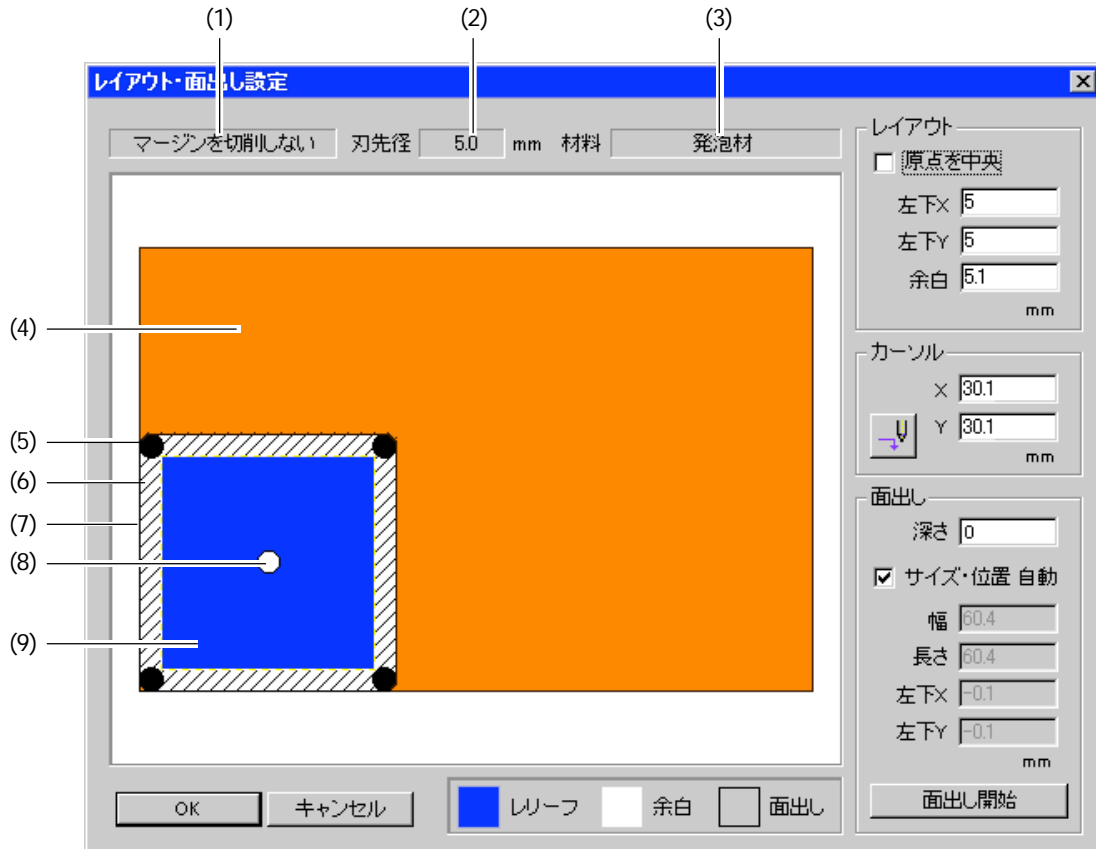 (1) (2) (3)
レイアウト・面出し設定
マージンを切削しない 刃先径 5.0 mm 材料 発泡材
レイアウト
原点を中央
左下X 5
左下Y 5
余白 5.1
mm
カーソル
X 30.1
Y 30.1
mm
面出し
深さ 0
サイズ・位置 自動
幅 60.4
長さ 60.4
左下X -0.1
左下Y -0.1
mm
面出し開始
(4)
(5)
(6)
(7)
(8)
(9)
OK キャンセル レリーフ 余白 面出し